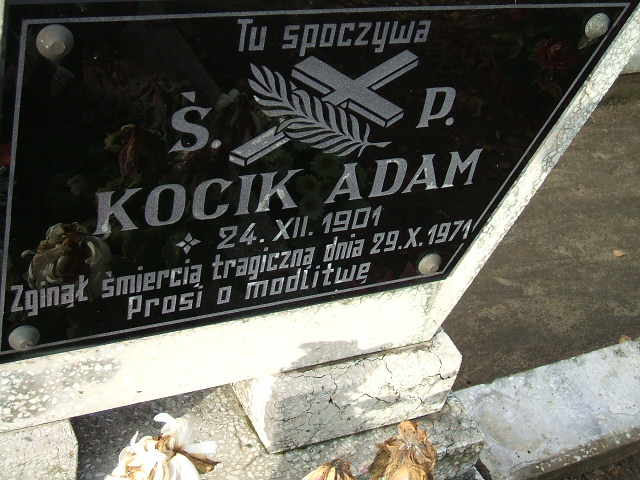 Tu spoczywa
Ś. P.
KOCIK ADAM
24. XII. 1901
Zginął śmiercią tragiczną dnia 29.X.1971
Prosi o modlitwę